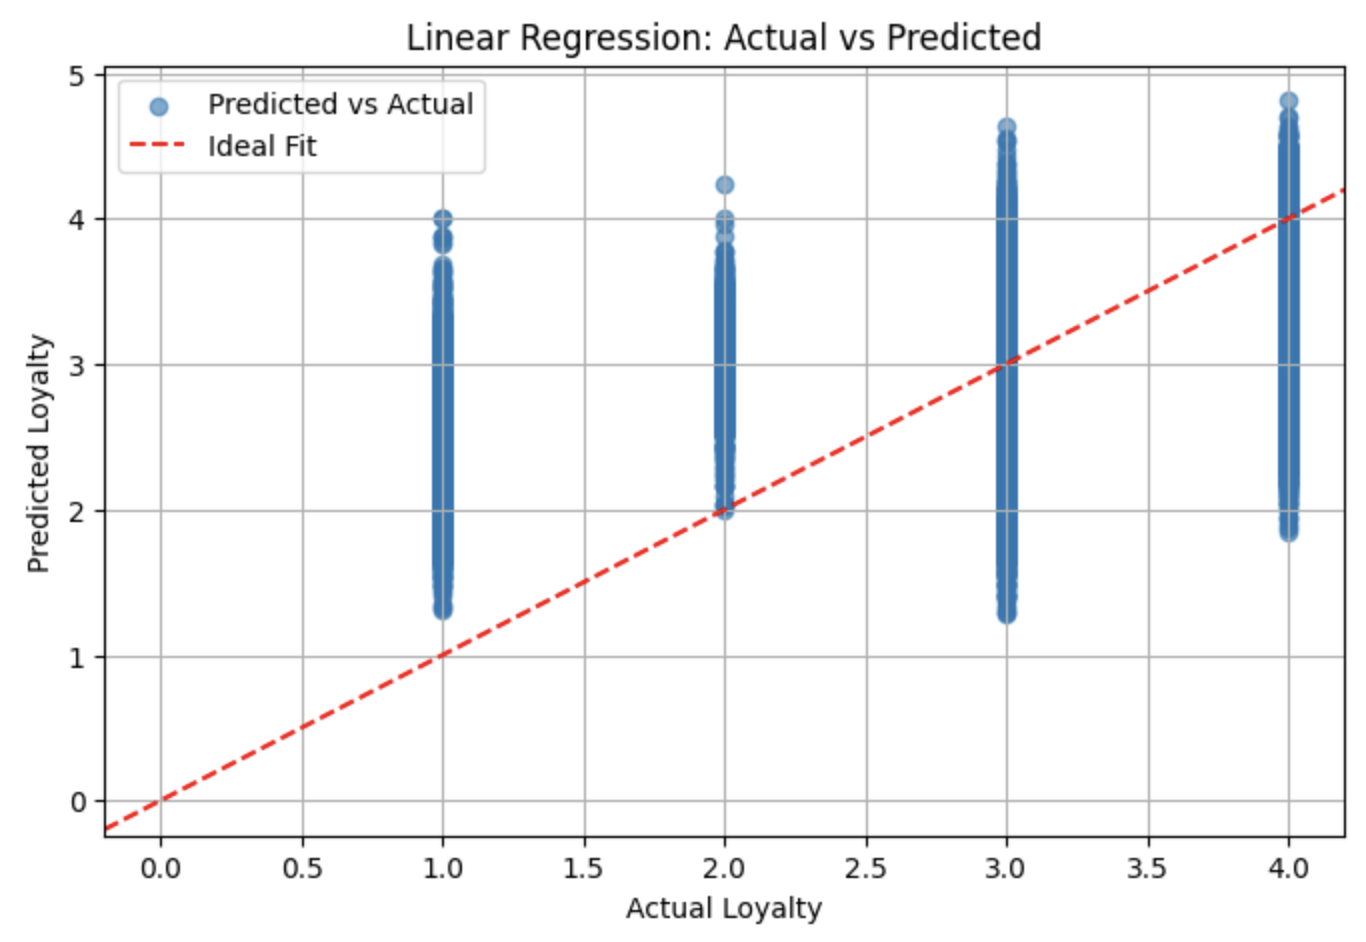 Linear Regression: Actual vs Predicted
Predicted vs Actual
Ideal Fit
Predicted Loyalty
5
4
3
2
1
0
0.0 0.5 1.0 1.5 2.0 2.5 3.0 3.5 4.0
Actual Loyalty